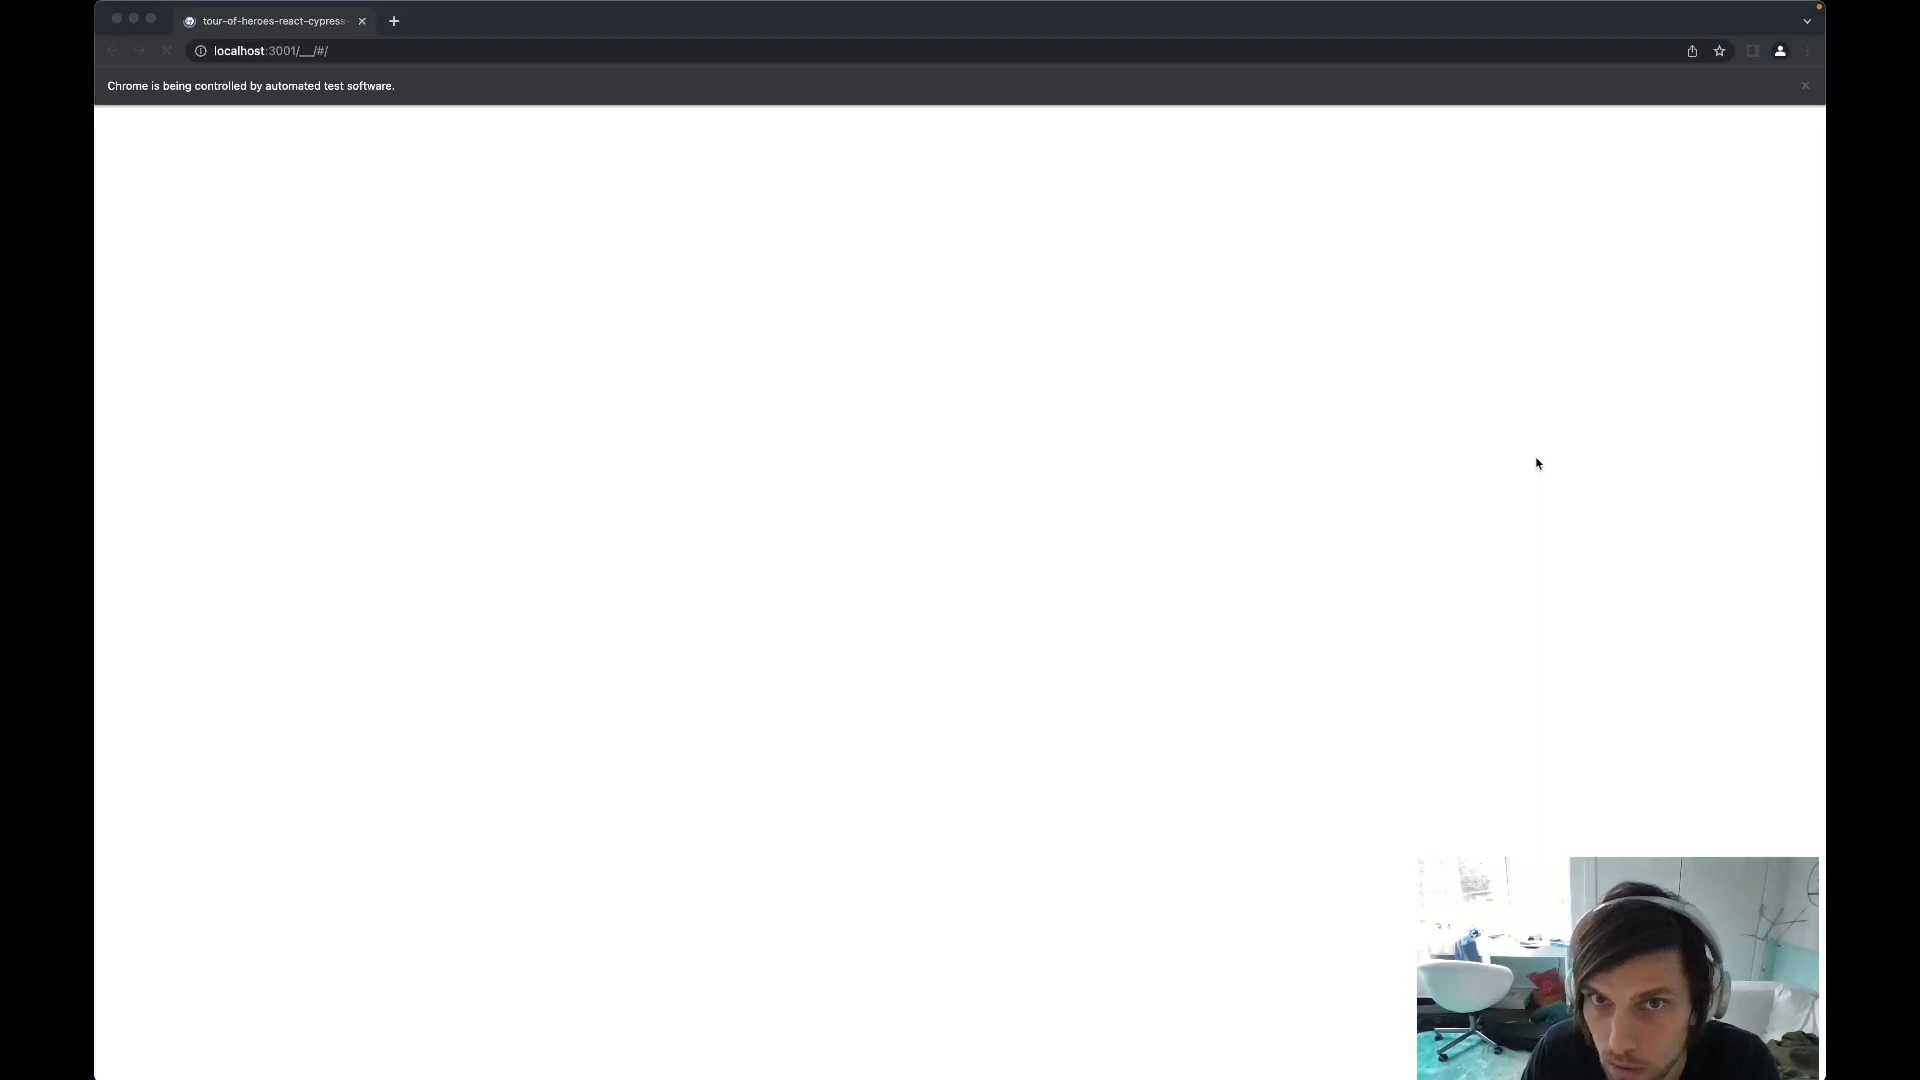 tour-of-heroes-react-cypress-
localhost:3001/__/#/
Chrome is being controlled by automated test software.